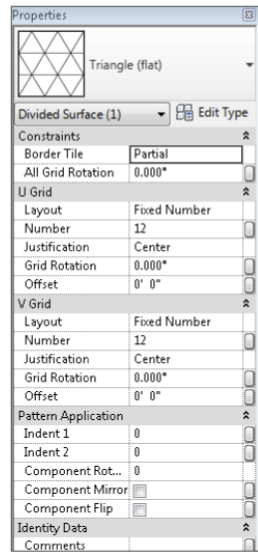 Properties
Triangle (flat)
Divided Surface (1) Edit Type
Constraints
Border Tile Partial
All Grid Rotation 0.000°
U Grid
Layout Fixed Number
Number 12
Justification Center
Grid Rotation 0.000°
Offset 0' 0"
V Grid
Layout Fixed Number
Number 12
Justification Center
Grid Rotation 0.000°
Offset 0' 0"
Pattern Application
Indent 1 0
Indent 2 0
Component Rot... 0
Component Mirror
Component Flip
Identity Data
Comments